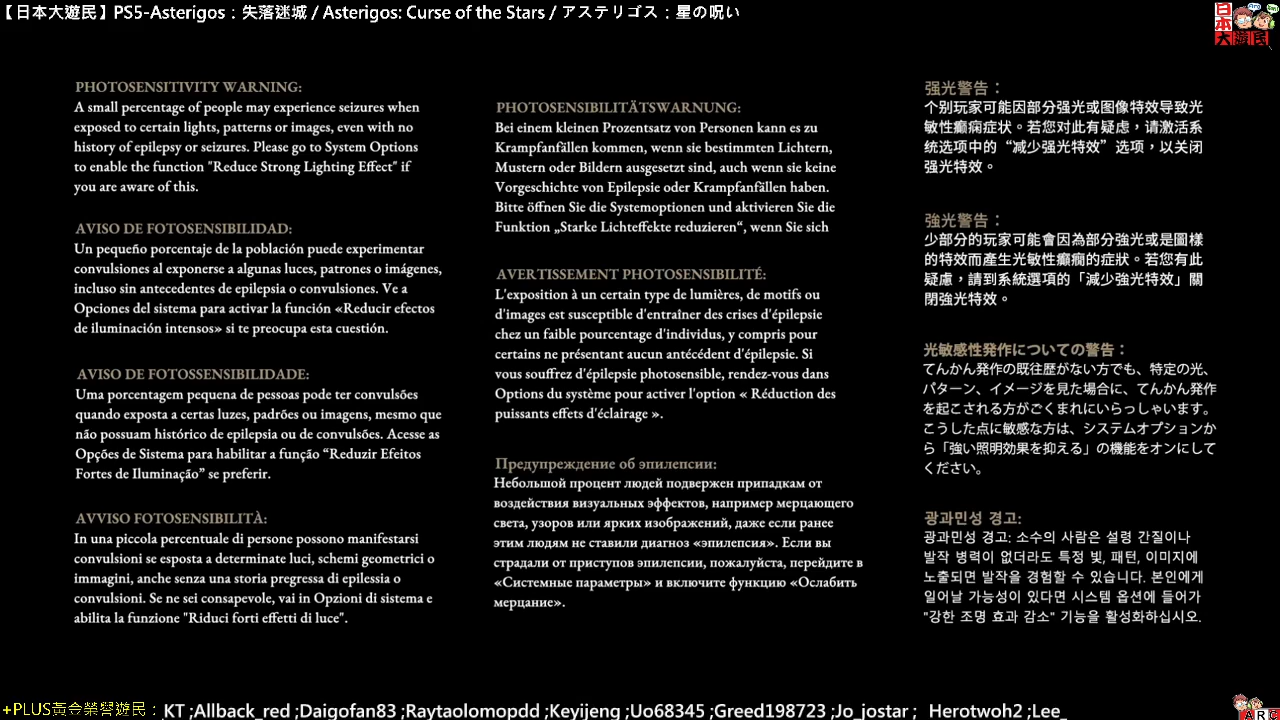 【日本大遊民】PS5-Asterigos：失落迷城 / Asterigos: Curse of the Stars / アステリゴス：星の呪い
日本
大遊民
PHOTOSENSITIVITY WARNING:
A small percentage of people may experience seizures when
exposed to certain lights, patterns or images, even with no
history of epilepsy or seizures. Please go to System Options
to enable the function "Reduce Strong Lighting Effect" if
you are aware of this.
AVISO DE FOTOSENSIBILIDAD:
Un pequeño porcentaje de la población puede experimentar
convulsiones al exponerse a algunas luces, patrones o imágenes,
incluso sin antecedentes de epilepsia o convulsiones. Ve a
Opciones del sistema para activar la función «Reducir efectos
de iluminación intensos» si te preocupa esta cuestión.
AVISO DE FOTOSSENSIBILIDADE:
Uma porcentagem pequena de pessoas pode ter convulsões
quando exposta a certas luzes, padrões ou imagens, mesmo que
não possuam histórico de epilepsia ou de convulsões. Acesse as
Opções de Sistema para habilitar a função “Reduzir Efeitos
Fortes de Iluminação” se preferir.
AVVISO FOTOSENSIBILITÀ:
In una piccola percentuale di persone possono manifestarsi
convulsioni se esposta a determinate luci, schemi geometrici o
immagini, anche senza una storia pregressa di epilessia o
convulsioni. Se ne sei consapevole, vai in Opzioni di sistema e
abilita la funzione "Riduci forti effetti di luce".
PHOTOSENSIBILITÄTSWARNUNG:
Bei einem kleinen Prozentsatz von Personen kann es zu
Krampfanfällen kommen, wenn sie bestimmten Lichtern,
Mustern oder Bildern ausgesetzt sind, auch wenn sie keine
Vorgeschichte von Epilepsie oder Krampfanfällen haben.
Bitte öffnen Sie die Systemoptionen und aktivieren Sie die
Funktion „Starke Lichteffekte reduzieren“, wenn Sie sich
AVERTISSEMENT PHOTOSENSIBILITÉ:
L'exposition à un certain type de lumières, de motifs ou
d'images est susceptible d'entraîner des crises d'épilepsie
chez un faible pourcentage d'individus, y compris pour
certains ne présentant aucun antécédent d'épilepsie. Si
vous souffrez d'épilepsie photosensible, rendez-vous dans
Options du système pour activer l'option « Réduction des
puissants effets d'éclairage ».
Предупреждение об эпилепсии:
Небольшой процент людей подвержен припадкам от
воздействия визуальных эффектов, например мерцающего
света, узоров или ярких изображений, даже если ранее
этим людям не ставили диагноз «эпилепсия». Если вы
страдали от приступов эпилепсии, пожалуйста, перейдите в
«Системные параметры» и включите функцию «Ослабить
мерцание».
强光警告：
个别玩家可能因部分强光或图像特效导致光
敏性癫痫症状。若您对此有疑虑，请激活系
统选项中的“减少强光特效”选项，以关闭
强光特效。
強光警告：
少部分的玩家可能會因為部分強光或是圖樣
的特效而產生光敏性癲癇的症狀。若您有此
疑慮，請到系統選項的「減少強光特效」關
閉強光特效。
光敏感性発作についての警告：
てんかん発作の既往歴がない方でも、特定の光、
パターン、イメージを見た場合に、てんかん発作
を起こされる方がごくまれにいらっしゃいます。
こうした点に敏感な方は、システムオプションか
ら「強い照明効果を抑える」の機能をオンにして
ください。
광과민성 경고:
광과민성 경고: 소수의 사람은 설령 간질이나
발작 병력이 없더라도 특정 빛, 패턴, 이미지에
노출되면 발작을 경험할 수 있습니다. 본인에게
일어날 가능성이 있다면 시스템 옵션에 들어가
"강한 조명 효과 감소" 기능을 활성화하십시오.
+PLUS黃金榮譽遊民：KT ;Allback_red ;Daigofan83 ;Raytaolomopdd ;Keyijeng ;Uo68345 ;Greed198723 ;Jo_jostar ; Herotwoh2 ;Lee_